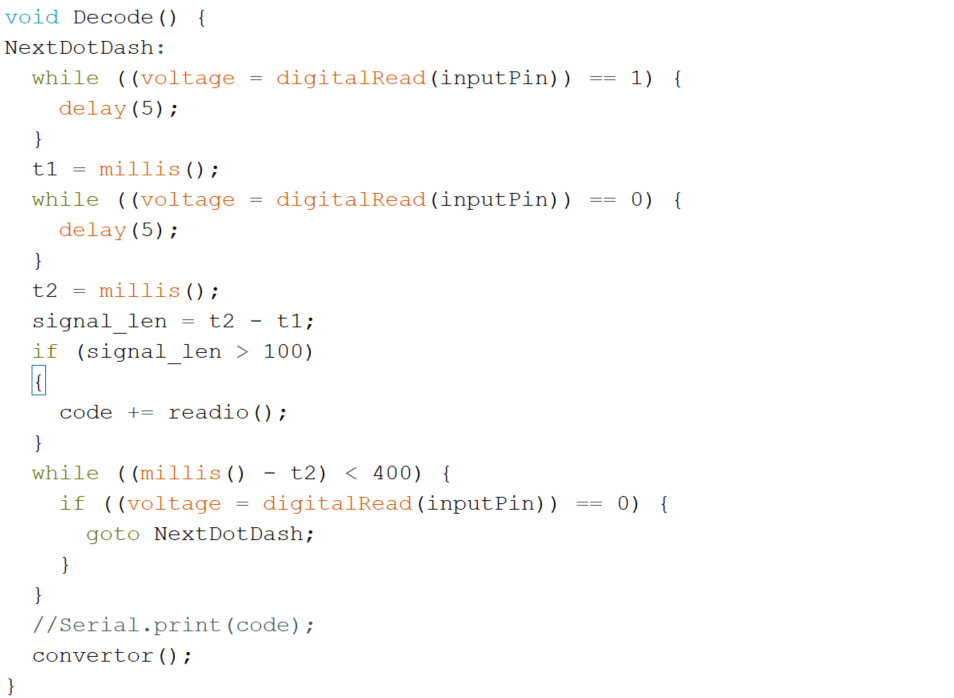 void Decode() {
NextDotDash:
  while ((voltage = digitalRead(inputPin)) == 1) {
    delay(5);
  }
  t1 = millis();
  while ((voltage = digitalRead(inputPin)) == 0) {
    delay(5);
  }
  t2 = millis();
  signal_len = t2 - t1;
  if (signal_len > 100)
  {
    code += readio();
  }
  while ((millis() - t2) < 400) {
    if ((voltage = digitalRead(inputPin)) == 0) {
      goto NextDotDash;
    }
  }
  //Serial.print(code);
  convertor();
}